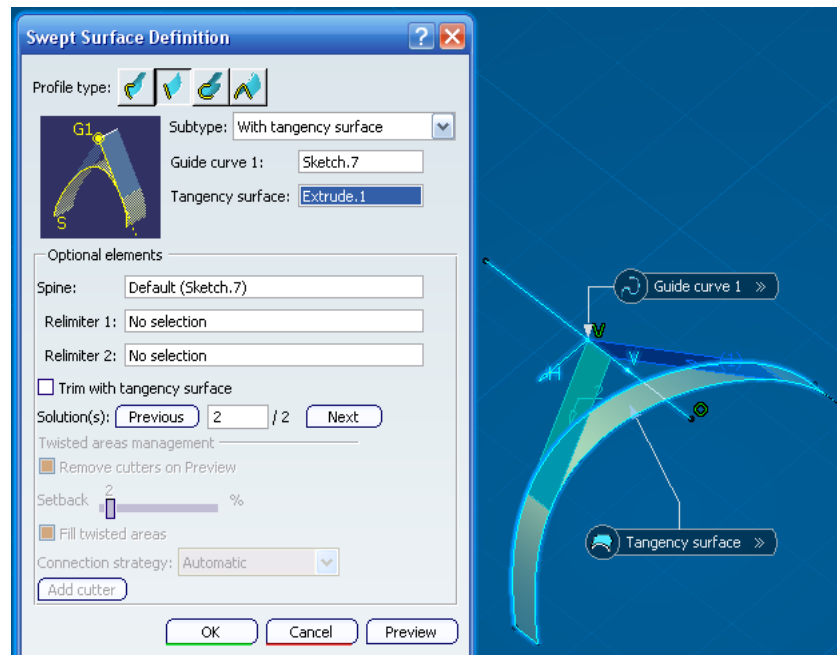 Swept Surface Definition
Profile type:
G1
S
Subtype: With tangency surface
Guide curve 1: Sketch.7
Tangency surface: Extrude.1
Optional elements
Spine: Default (Sketch.7)
Relimiter 1: No selection
Relimiter 2: No selection
Trim with tangency surface
Solution(s): Previous 2 / 2 Next
Twisted areas management
Remove cutters on Preview
Setback 2 %
Fill twisted areas
Connection strategy: Automatic
Add cutter
OK Cancel Preview
Guide curve 1 »
V
H
V
(1)
2
Tangency surface »